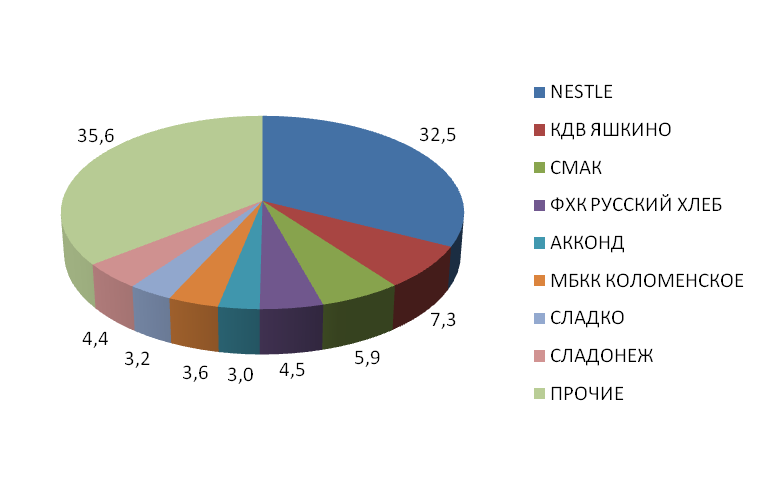 35,6
32,5
7,3
5,9
4,5
3,0
3,6
3,2
4,4
NESTLE
КДВ ЯШКИНО
СМАК
ФХК РУССКИЙ ХЛЕБ
АККОНД
МБКК КОЛОМЕНСКОЕ
СЛАДКО
СЛАДОНЕЖ
ПРОЧИЕ